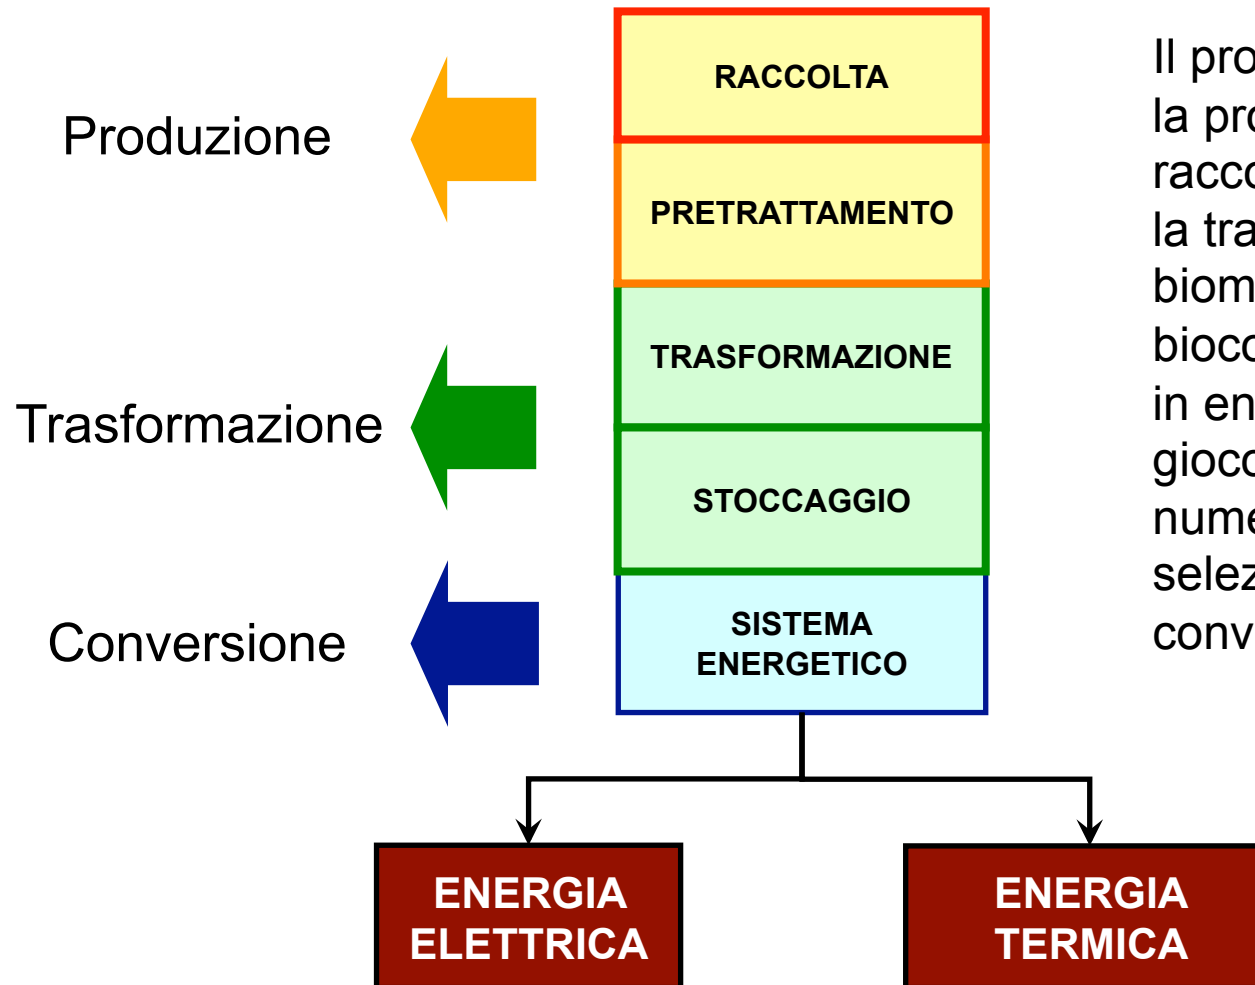 Produzione
Trasformazione
Conversione
RACCOLTA
PRETRATTAMENTO
TRASFORMAZIONE
STOCCAGGIO
SISTEMA
ENERGETICO
ENERGIA
ELETTRICA
ENERGIA
TERMICA
Il pro
la pro
racco
la tra
biom
bioco
in en
gioco
nume
selez
conv